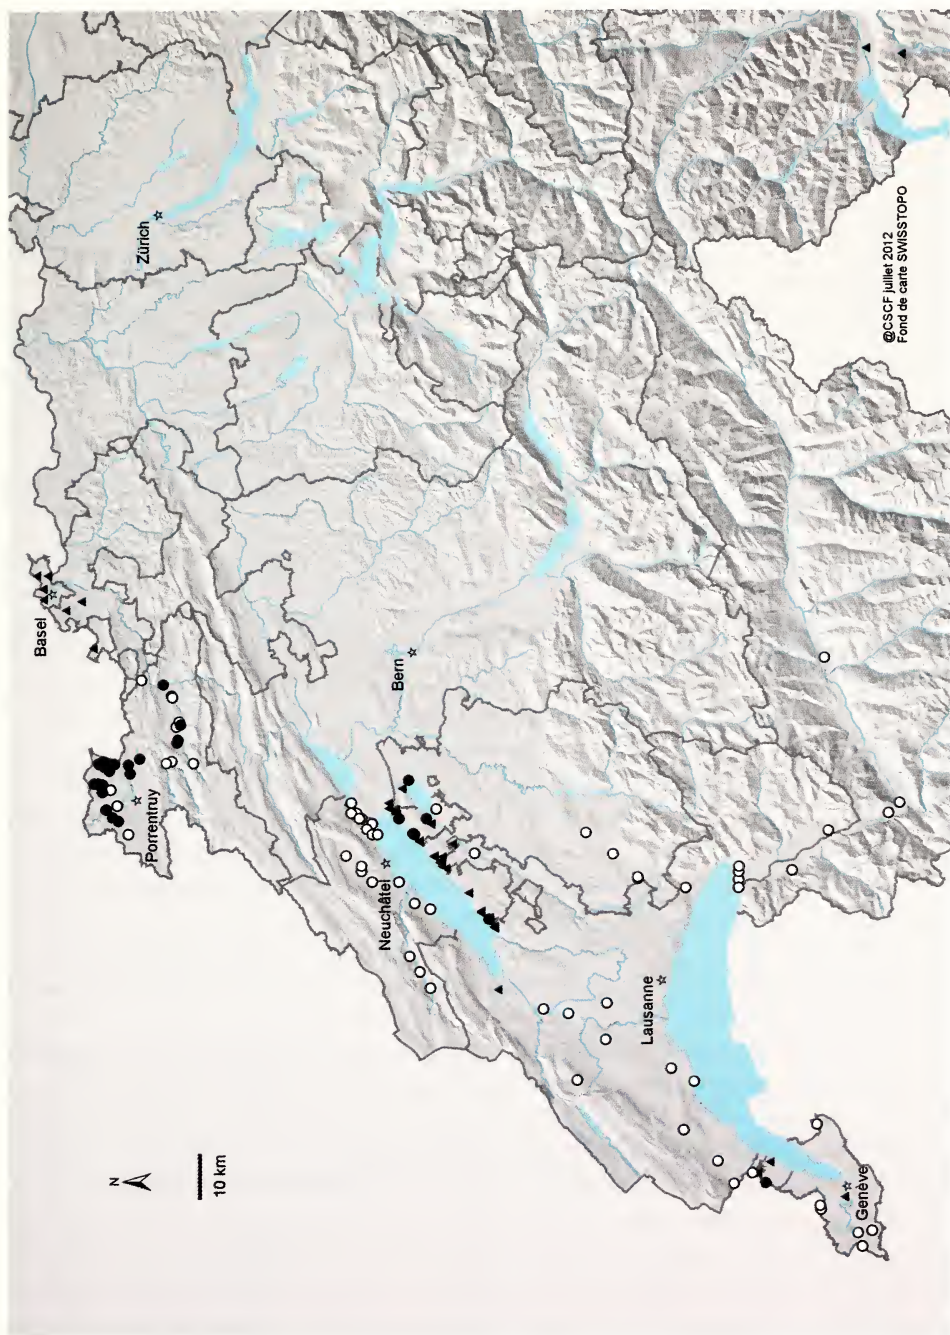 Basel
Zürich
Porrentruy
Bern
Neuchâtel
Lausanne
Genève
N
10 km
@CSCF juillet 2012
Fond de carte SWISSTOPO